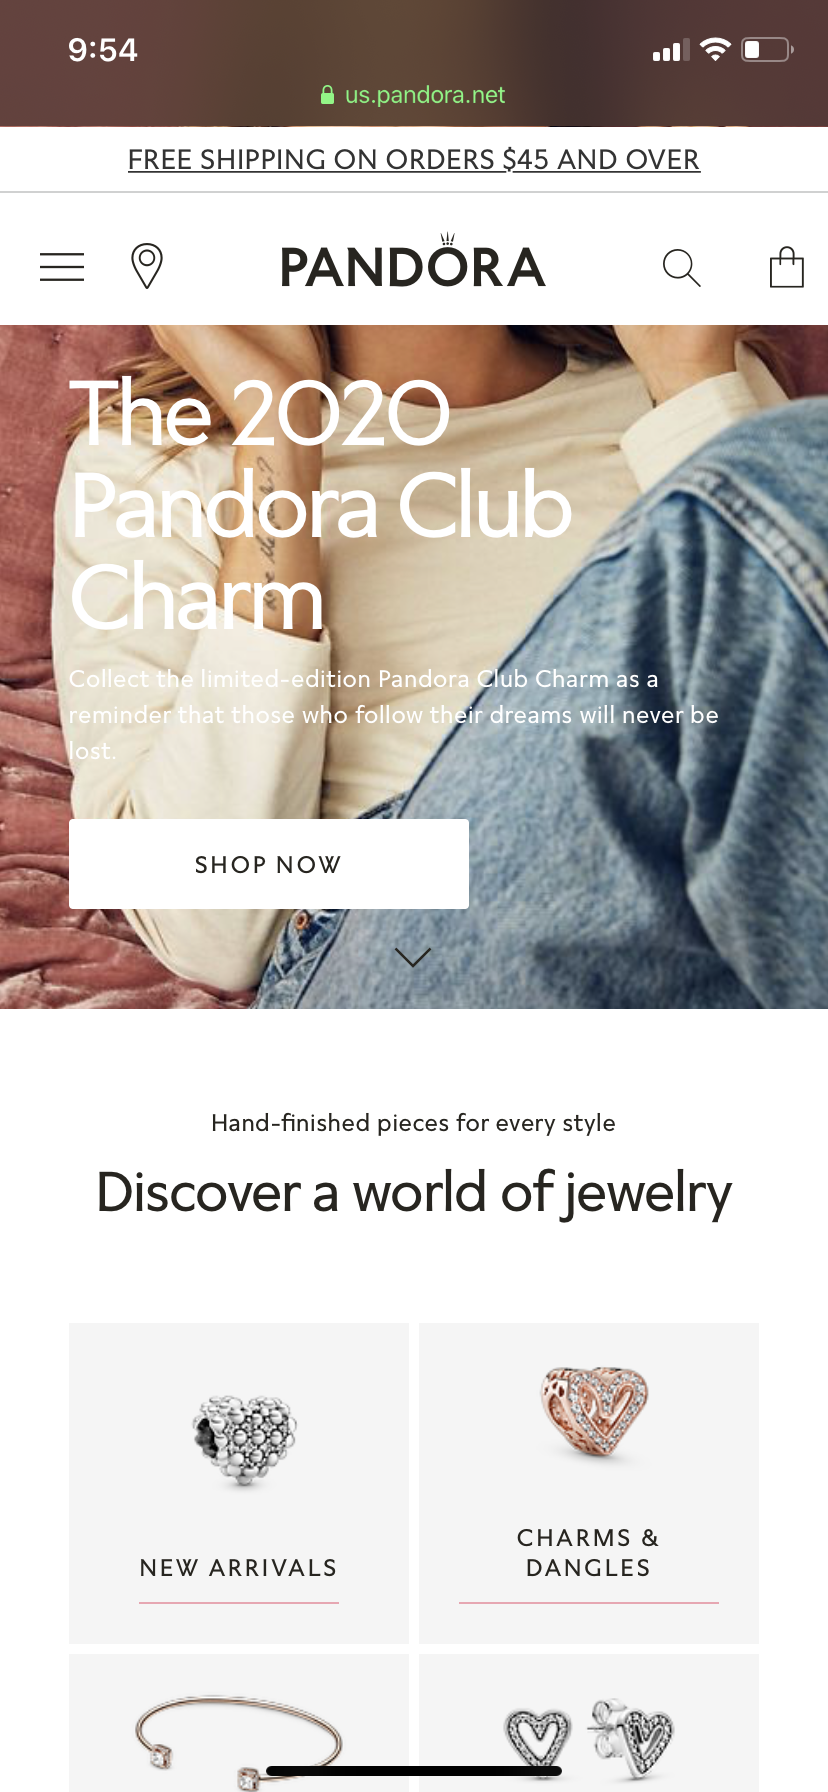 9:54
us.pandora.net
FREE SHIPPING ON ORDERS $45 AND OVER
PANDORA
The 2020
Pandora Club
Charm
Collect the limited-edition Pandora Club Charm as a
reminder that those who follow their dreams will never be
lost.
SHOP NOW
Hand-finished pieces for every style
Discover a world of jewelry
NEW ARRIVALS
CHARMS &
DANGLES